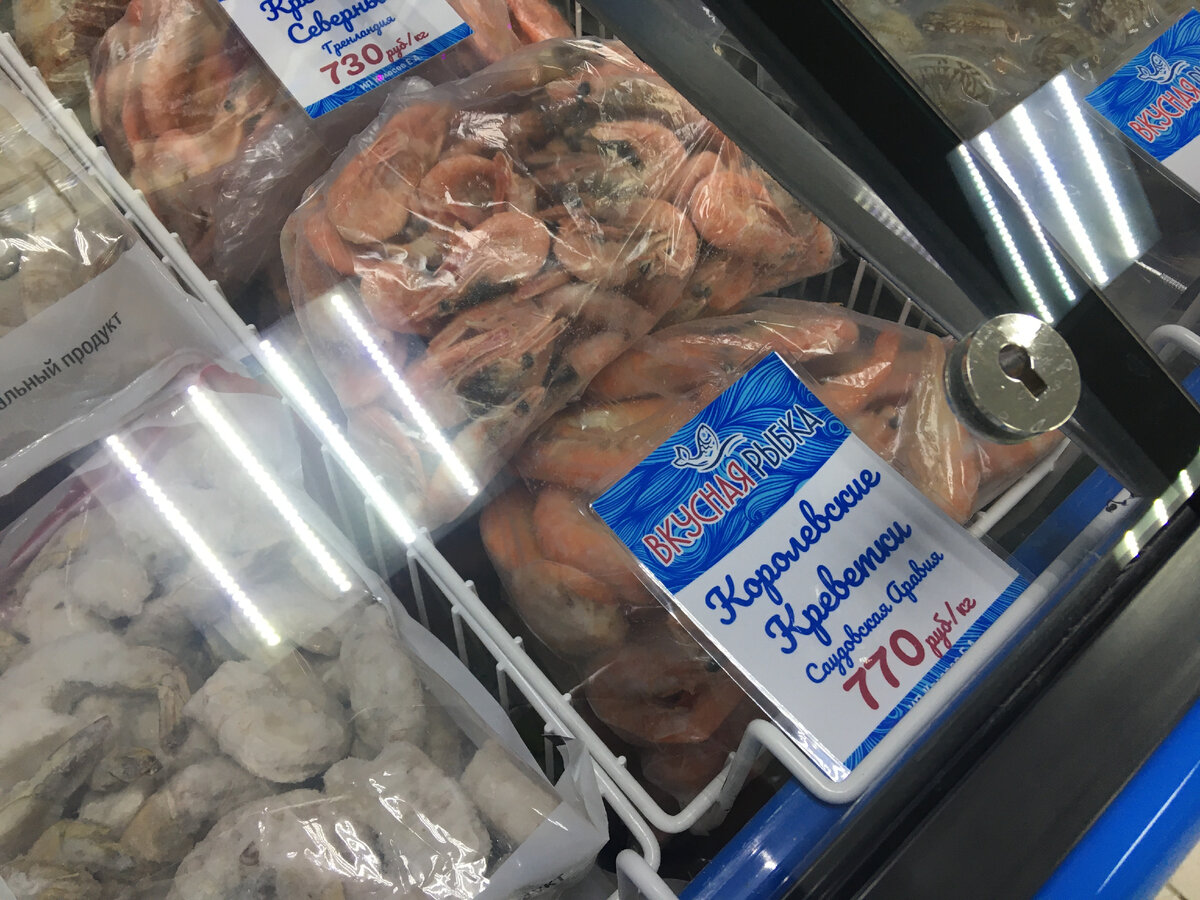 Северные
Гренландия
730 руб/кг
ВКУСНАЯ
альный продукт
ВКУСНАЯ РЫБКА
Королевские
Креветки
Саудовская Аравия
770 руб/кг